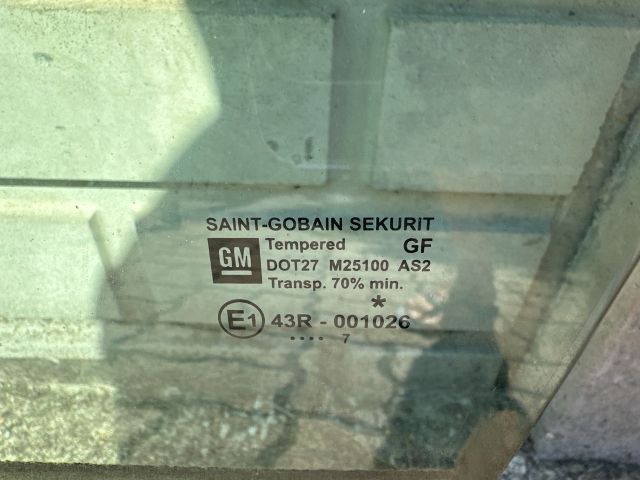 SAINT-GOBAIN SEKURIT
GM Tempered GF
DOT27 M25100 AS2
Transp. 70% min.
*
E1 43R - 001026
.... 7